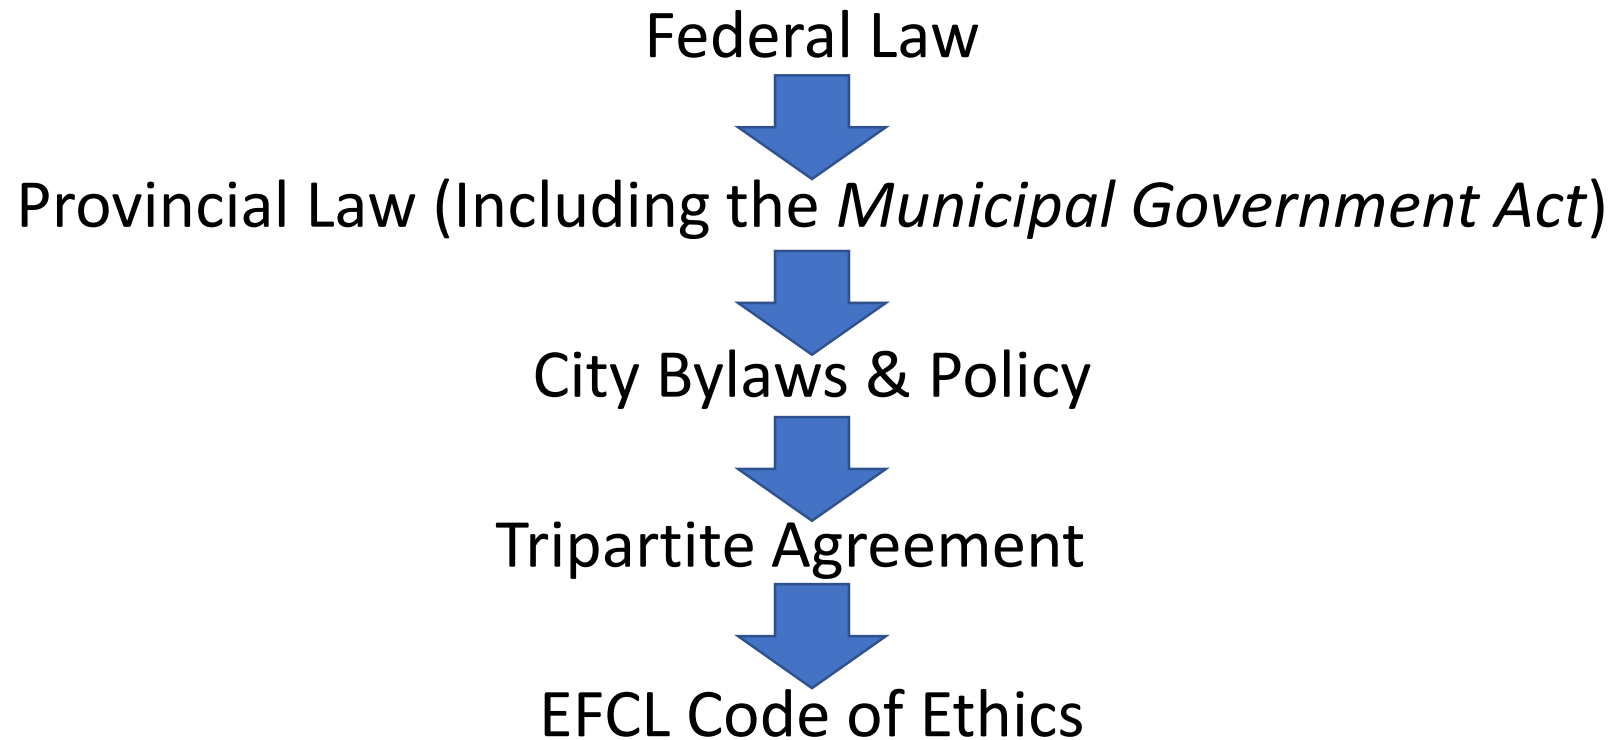 Federal Law
Provincial Law (Including the Municipal Government Act)
City Bylaws & Policy
Tripartite Agreement
EFCL Code of Ethics